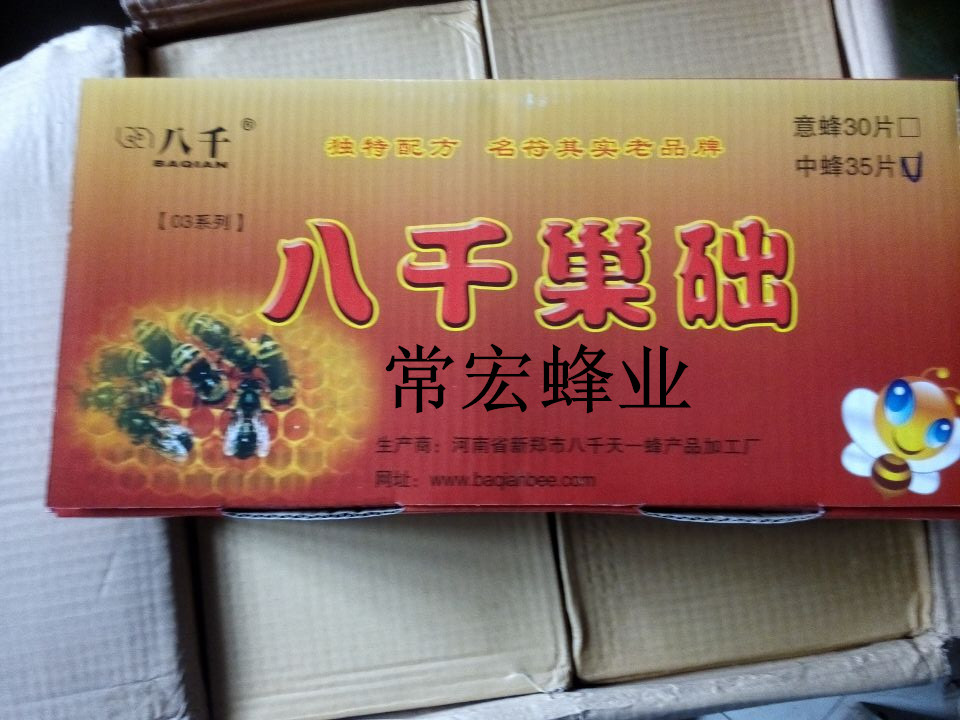 八千®
BAQIAN
独特配方 名符其实老品牌
意蜂30片□
中蜂35片□
【03系列】
八千巢础
常宏蜂业
生产商：河南省新郑市八千天一蜂产品加工厂
网址：www.baqianbee.com